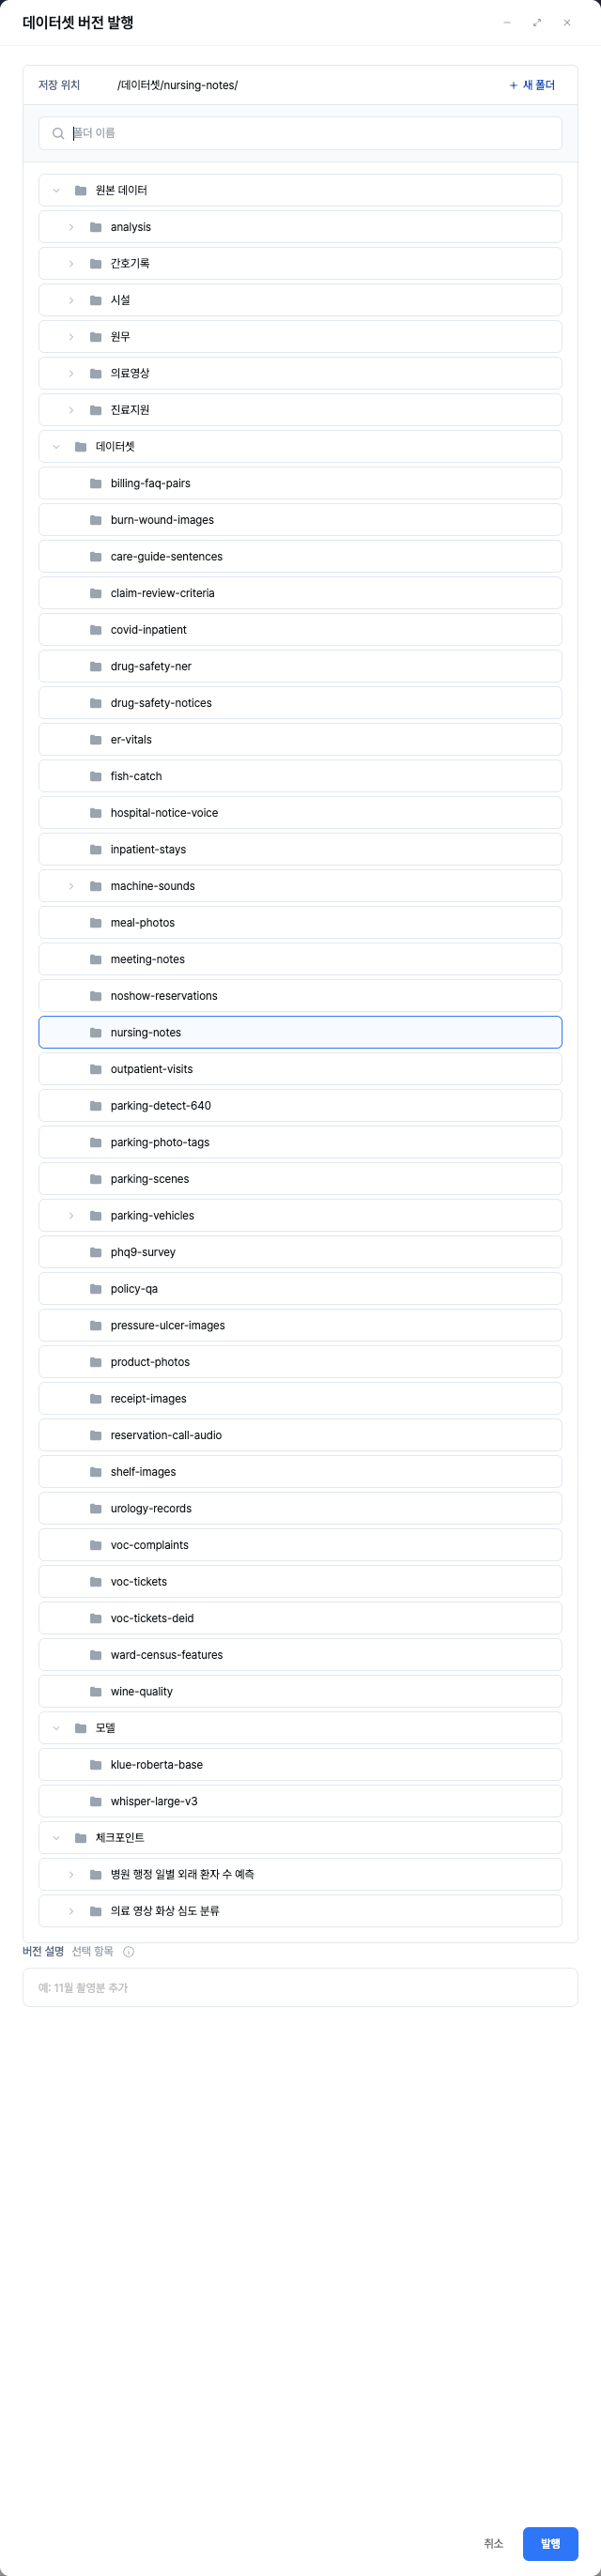 데이터셋 버전 발행
저장 위치 /데이터셋/nursing-notes/ + 새 폴더
폴더 이름
원본 데이터
analysis
간호기록
시설
원무
의료영상
진료지원
데이터셋
billing-faq-pairs
burn-wound-images
care-guide-sentences
claim-review-criteria
covid-inpatient
drug-safety-ner
drug-safety-notices
er-vitals
fish-catch
hospital-notice-voice
inpatient-stays
machine-sounds
meal-photos
meeting-notes
noshow-reservations
nursing-notes
outpatient-visits
parking-detect-640
parking-photo-tags
parking-scenes
parking-vehicles
phq9-survey
policy-qa
pressure-ulcer-images
product-photos
receipt-images
reservation-call-audio
shelf-images
urology-records
voc-complaints
voc-tickets
voc-tickets-deid
ward-census-features
wine-quality
모델
klue-roberta-base
whisper-large-v3
체크포인트
병원 행정 일별 외래 환자 수 예측
의료 영상 화상 심도 분류
버전 설명 선택 항목
예: 11월 촬영분 추가
취소 발행